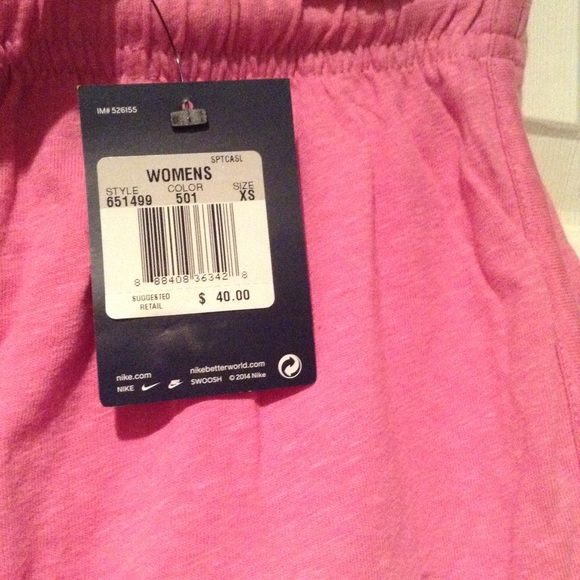 IM# 526155
SPTCASL
WOMENS
STYLE COLOR SIZE
651499 501 XS
8 88408 36342 8
SUGGESTED RETAIL $ 40.00
nike.com nikebetterworld.com
NIKE SWOOSH © 2014 Nike